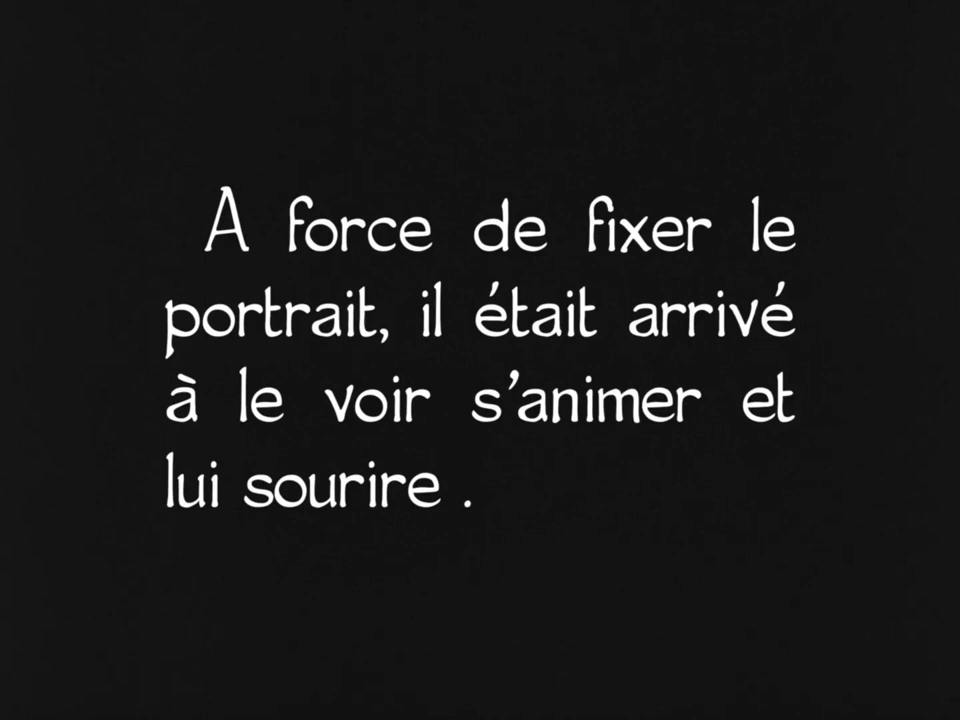 A force de fixer le
portrait, il était arrivé
à le voir s'animer et
lui sourire .